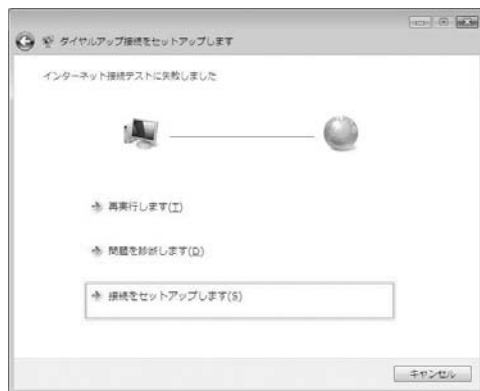 ダイヤルアップ接続をセットアップします
インターネット接続テストに失敗しました
再実行します(T)
問題を診断します(D)
接続をセットアップします(S)
キャンセル